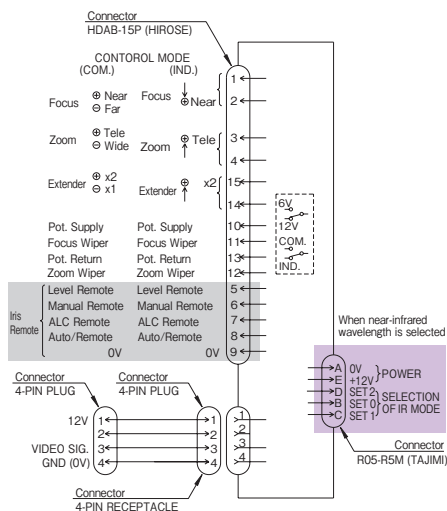 Connector
HDAB-15P (HIROSE)
CONTOROL MODE
(COM.) (IND.)
Focus ⊕ Near ⊖ Far Focus ⊕ Near
1
2
Zoom ⊕ Tele ⊖ Wide Zoom ⊕ Tele
3
4
Extender ⊕ x2 ⊖ x1 Extender ⊕ x2
15
14
Pot. Supply Pot. Supply 10
Focus Wiper Focus Wiper 11
Pot. Return Pot. Return 13
Zoom Wiper Zoom Wiper 12
Iris Remote
Level Remote Level Remote 5
Manual Remote Manual Remote 6
ALC Remote ALC Remote 7
Auto/Remote Auto/Remote 8
0V 0V 9
6V
12V
COM.
IND.
When near-infrared
wavelength is selected
A 0V
E +12V
POWER
D SET 2
B SET 0
C SET 1
SELECTION
OF IR MODE
Connector
R05-R5M (TAJIMI)
Connector
4-PIN PLUG
Connector
4-PIN PLUG
12V 1 1 1
2 2 2
VIDEO SIG. 3 3 3
GND (0V) 4 4 4
Connector
4-PIN RECEPTACLE